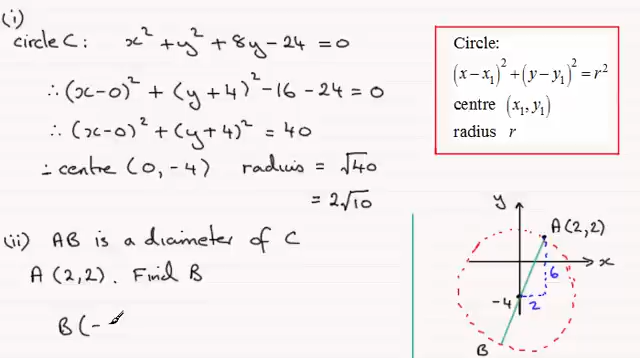 (i)
circle C: x² + y² + 8y - 24 = 0
∴ (x-0)² + (y+4)² - 16 - 24 = 0
∴ (x-0)² + (y+4)² = 40
∴ centre (0, -4) radius = √40
= 2√10
(ii) AB is a diameter of C
A (2,2). Find B
B (-
Circle:
(x - x₁)² + (y - y₁)² = r²
centre (x₁, y₁)
radius r
y
A (2,2)
x
6
-4
2
B